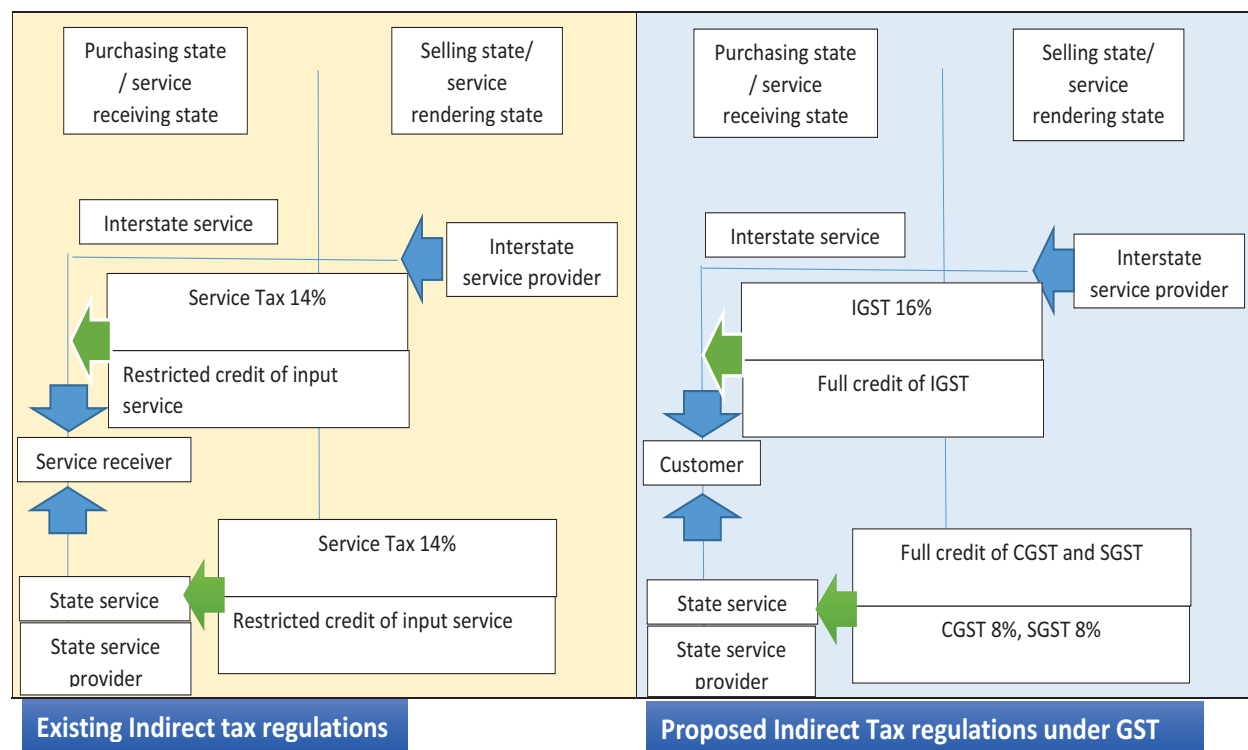 Purchasing state
/ service
receiving state
Selling state/
service
rendering state
Interstate service
Interstate
service provider
Service Tax 14%
Restricted credit of input
service
Service receiver
Service Tax 14%
Restricted credit of input service
State service
State service
provider
Existing Indirect tax regulations
Purchasing state
/ service
receiving state
Selling state/
service
rendering state
Interstate service
Interstate
service provider
IGST 16%
Full credit of IGST
Customer
Full credit of CGST and SGST
CGST 8%, SGST 8%
State service
State service
provider
Proposed Indirect Tax regulations under GST